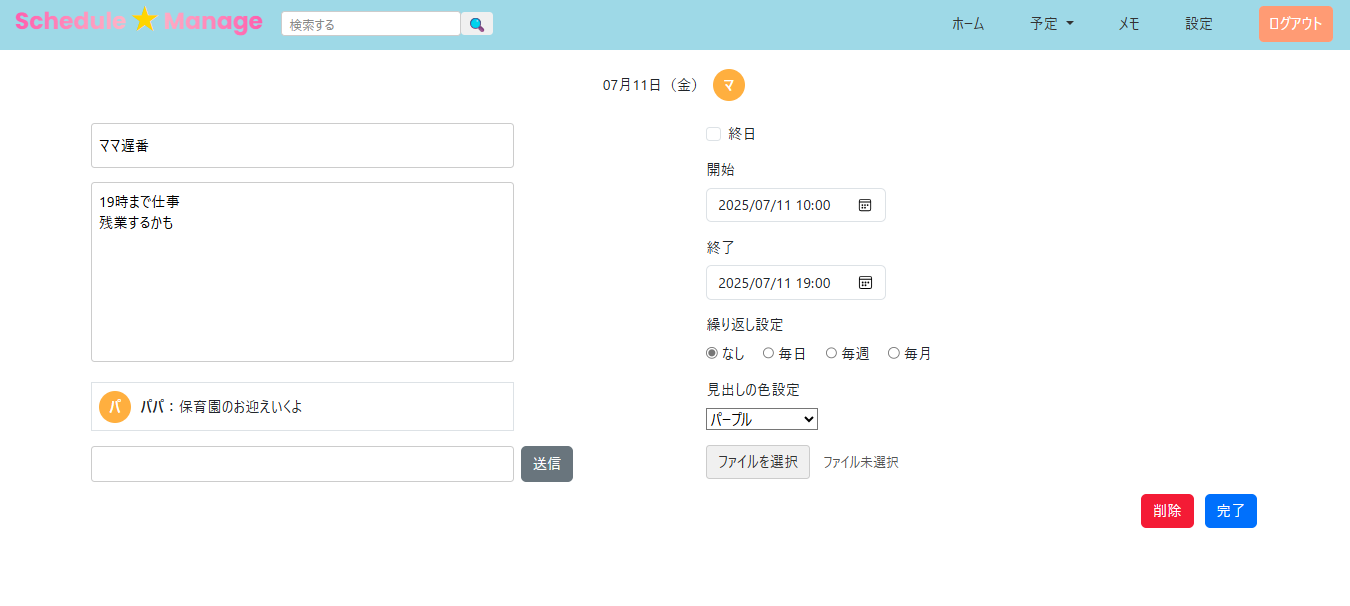 Schedule ★ Manage
検索する
ホーム
予定
メモ
設定
ログアウト
07月11日（金）
マ
ママ遅番
19時まで仕事
残業するかも
パ
パパ：保育園のお迎えいくよ
送信
終日
開始
2025/07/11 10:00
終了
2025/07/11 19:00
繰り返し設定
なし
毎日
毎週
毎月
見出しの色設定
パープル
ファイルを選択
ファイル未選択
削除
完了